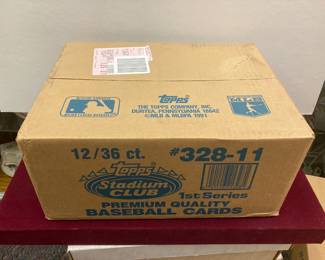 Topps
THE TOPPS COMPANY, INC.
DURYEA, PENNSYLVANIA 18642
©MLB & MLBPA 1991
12/36 ct.
#328-11
Topps
Stadium
CLUB
1st Series
PREMIUM QUALITY
BASEBALL CARDS